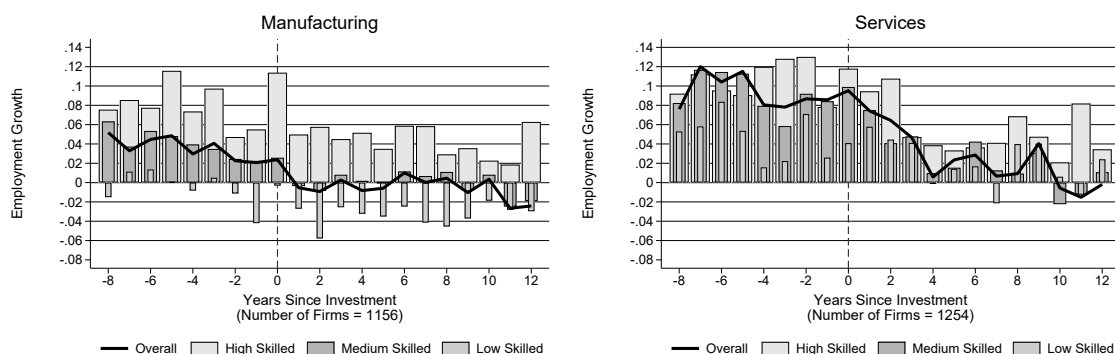 Manufacturing
Employment Growth
.14
.12
.1
.08
.06
.04
.02
0
-.02
-.04
-.06
-.08
-8 -6 -4 -2 0 2 4 6 8 10 12
Years Since Investment
(Number of Firms = 1156)
Overall High Skilled Medium Skilled Low Skilled
Services
Employment Growth
.14
.12
.1
.08
.06
.04
.02
0
-.02
-.04
-.06
-.08
-8 -6 -4 -2 0 2 4 6 8 10 12
Years Since Investment
(Number of Firms = 1254)
Overall High Skilled Medium Skilled Low Skilled